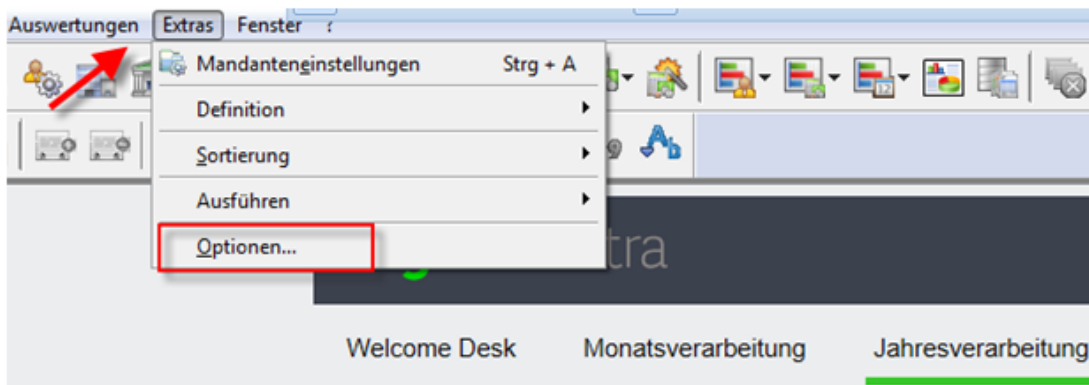 Auswertungen Extras Fenster ?
Mandanteneinstellungen Strg + A
Definition
Sortierung
Ausführen
Optionen...
tra
Welcome Desk Monatsverarbeitung Jahresverarbeitung